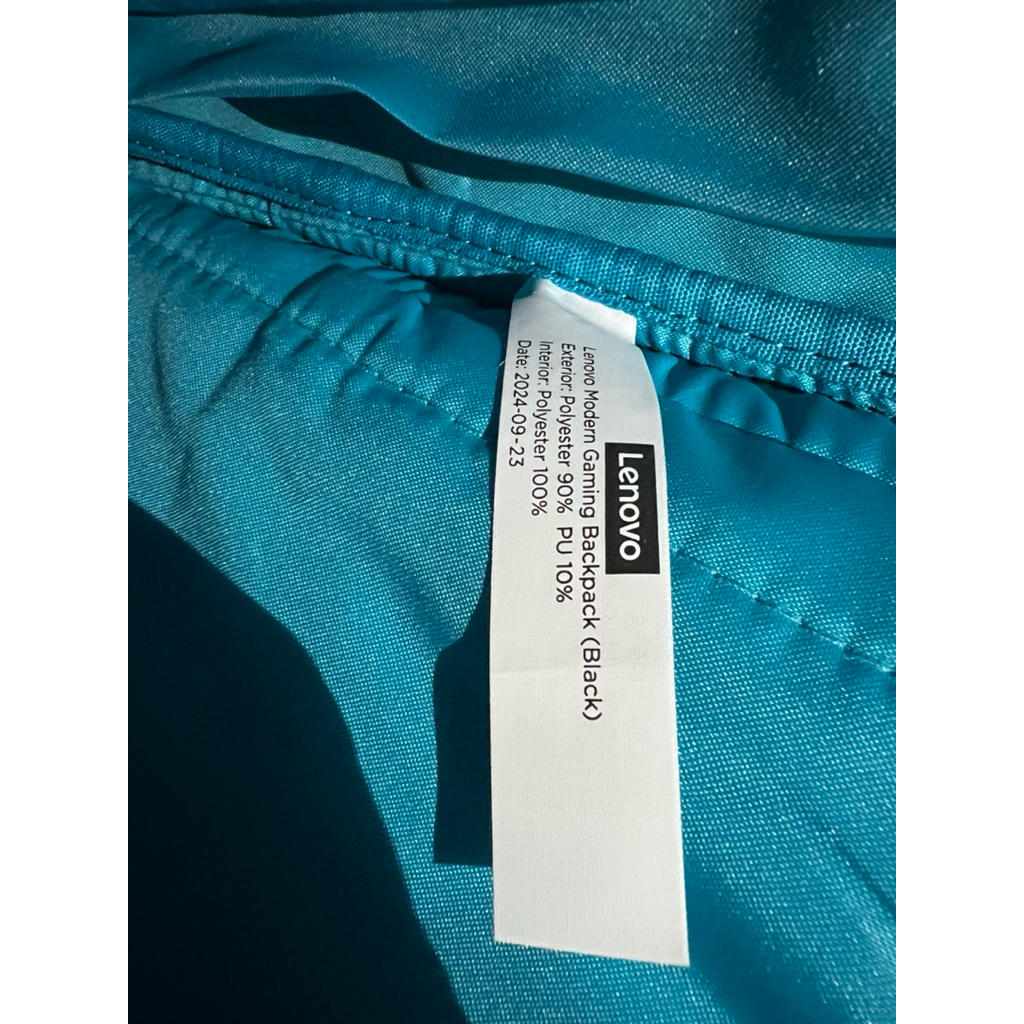 Lenovo
Lenovo Modern Gaming Backpack (Black)
Exterior: Polyester 90% PU 10%
Interior: Polyester 100%
Date: 2024-09-23